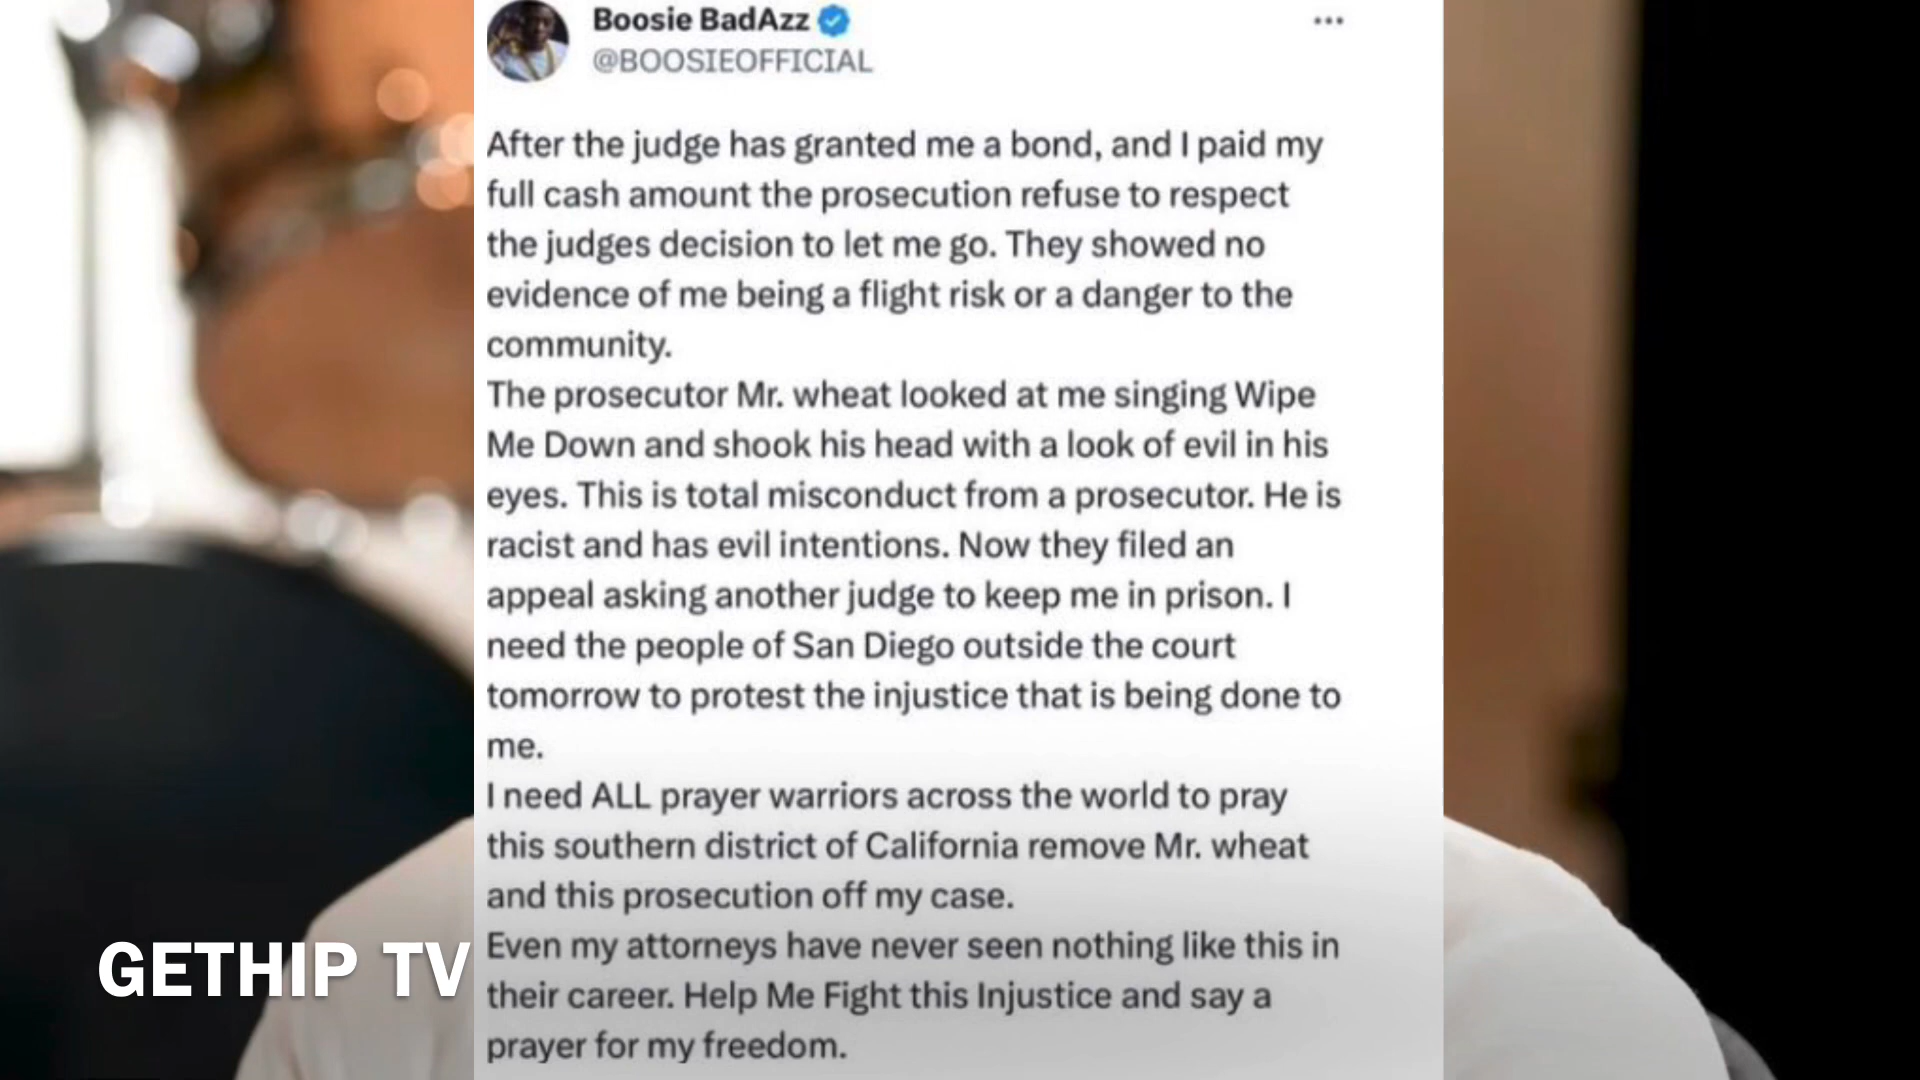 Boosie BadAzz
@BOOSIEOFFICIAL
After the judge has granted me a bond, and I paid my
full cash amount the prosecution refuse to respect
the judges decision to let me go. They showed no
evidence of me being a flight risk or a danger to the
community.
The prosecutor Mr. wheat looked at me singing Wipe
Me Down and shook his head with a look of evil in his
eyes. This is total misconduct from a prosecutor. He is
racist and has evil intentions. Now they filed an
appeal asking another judge to keep me in prison. I
need the people of San Diego outside the court
tomorrow to protest the injustice that is being done to
me.
I need ALL prayer warriors across the world to pray
this southern district of California remove Mr. wheat
and this prosecution off my case.
Even my attorneys have never seen nothing like this in
their career. Help Me Fight this Injustice and say a
prayer for my freedom.
GETHIP TV